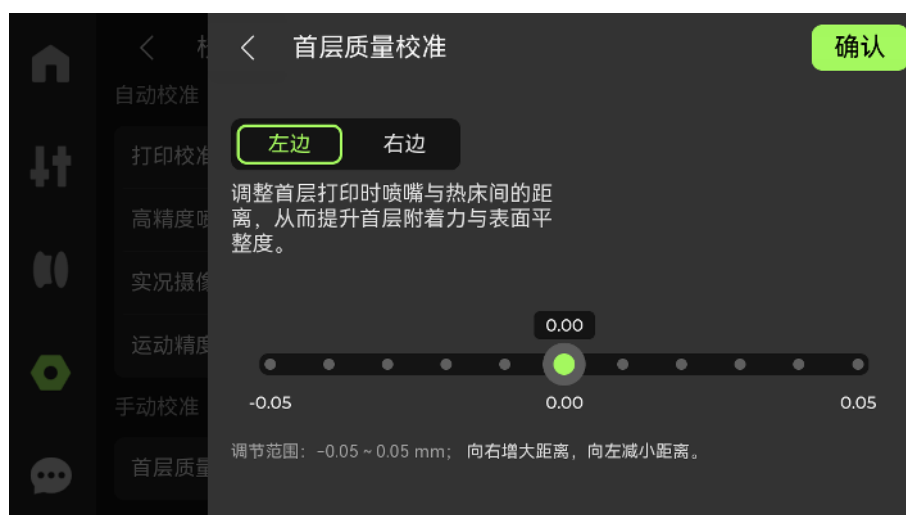 首层质量校准
确认
自动校准
打印校准
高精度喷
实况摄像
运动精度
手动校准
首层质量
左边
右边
调整首层打印时喷嘴与热床间的距
离，从而提升首层附着力与表面平
整度。
0.00
-0.05
0.00
0.05
调节范围：-0.05 ~ 0.05 mm；向右增大距离，向左减小距离。